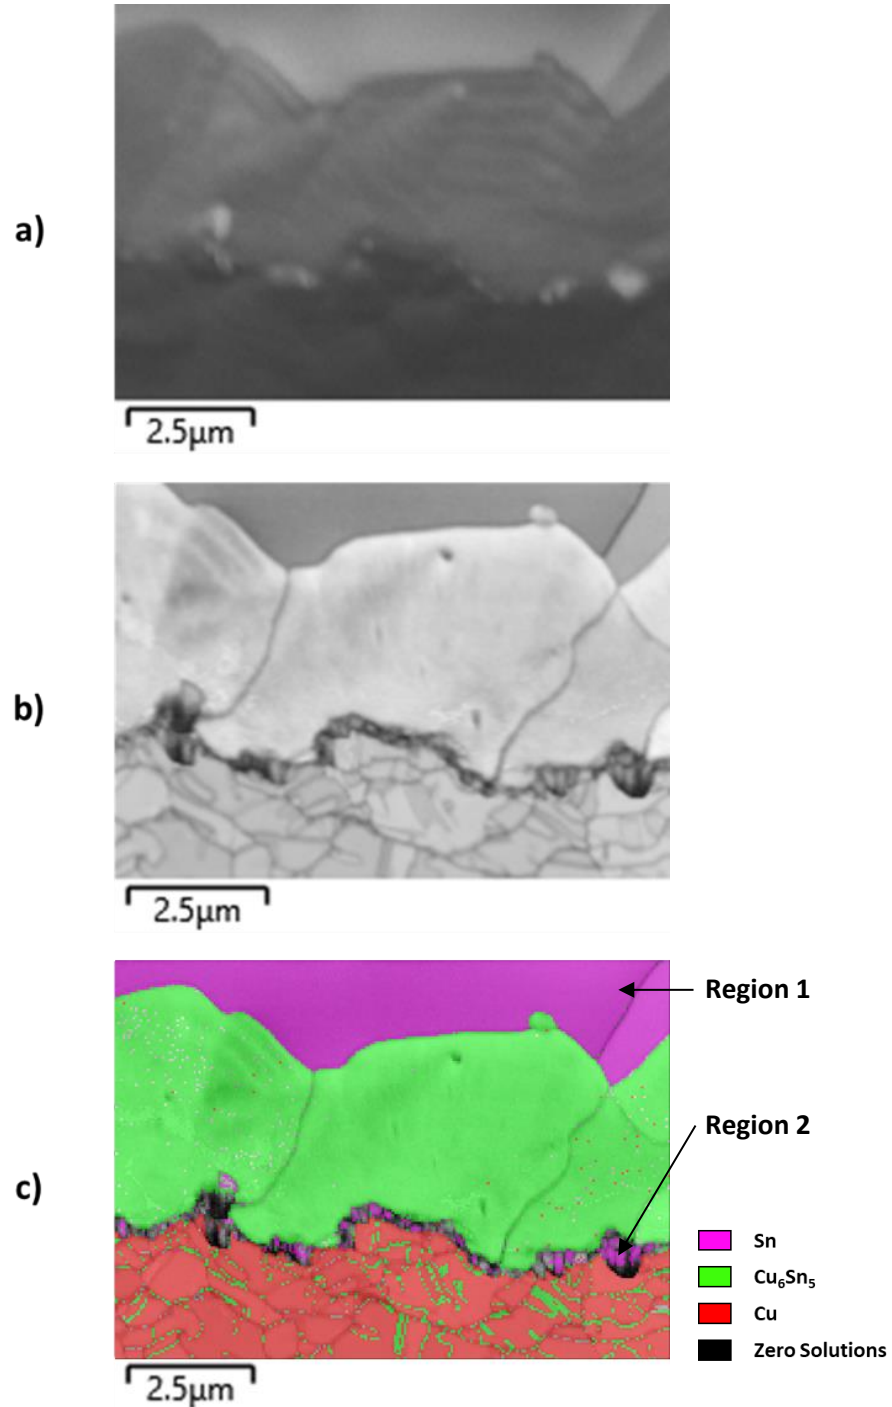 a)
2.5μm
b)
2.5μm
Region 1
Region 2
c)
Sn
Cu₆Sn₅
Cu
Zero Solutions
2.5μm